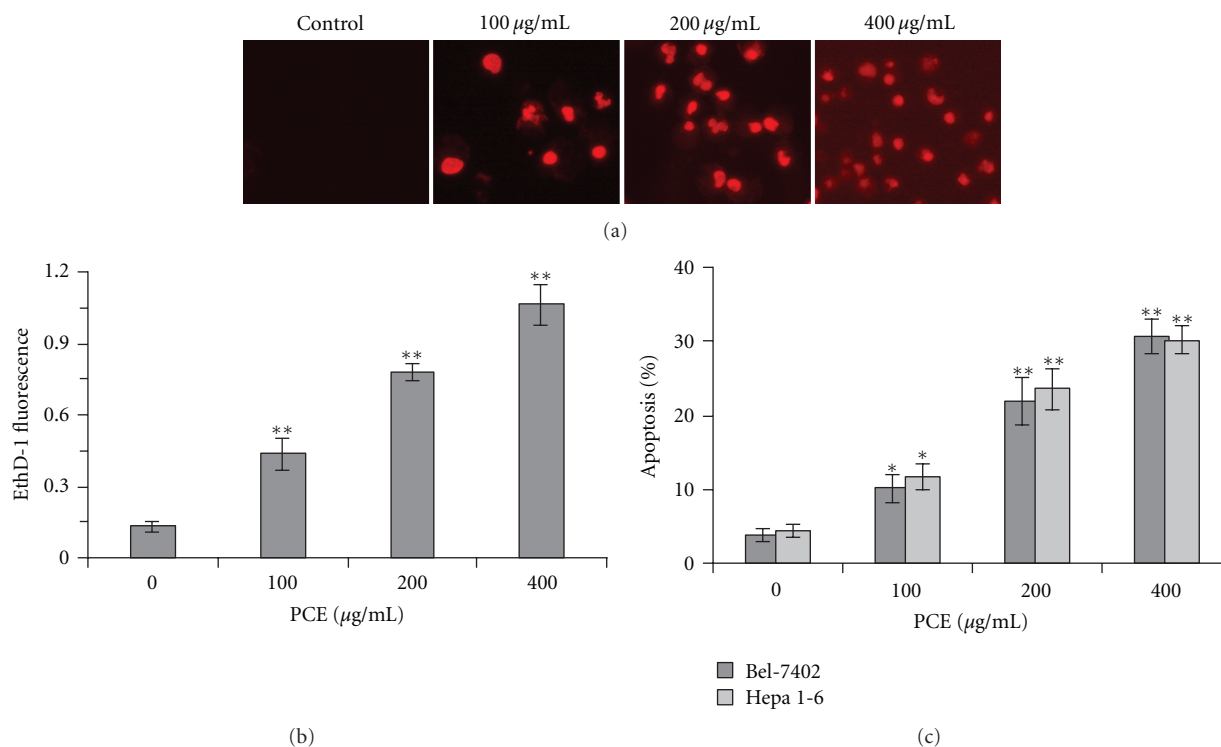 Control 100 μg/mL 200 μg/mL 400 μg/mL
(a)
1.2
0.9
0.6
0.3
0
EthD-1 fluorescence
**
**
**
0 100 200 400
PCE (μg/mL)
(b)
40
30
20
10
0
Apoptosis (%)
* *
** **
** **
0 100 200 400
PCE (μg/mL)
Bel-7402
Hepa 1-6
(c)